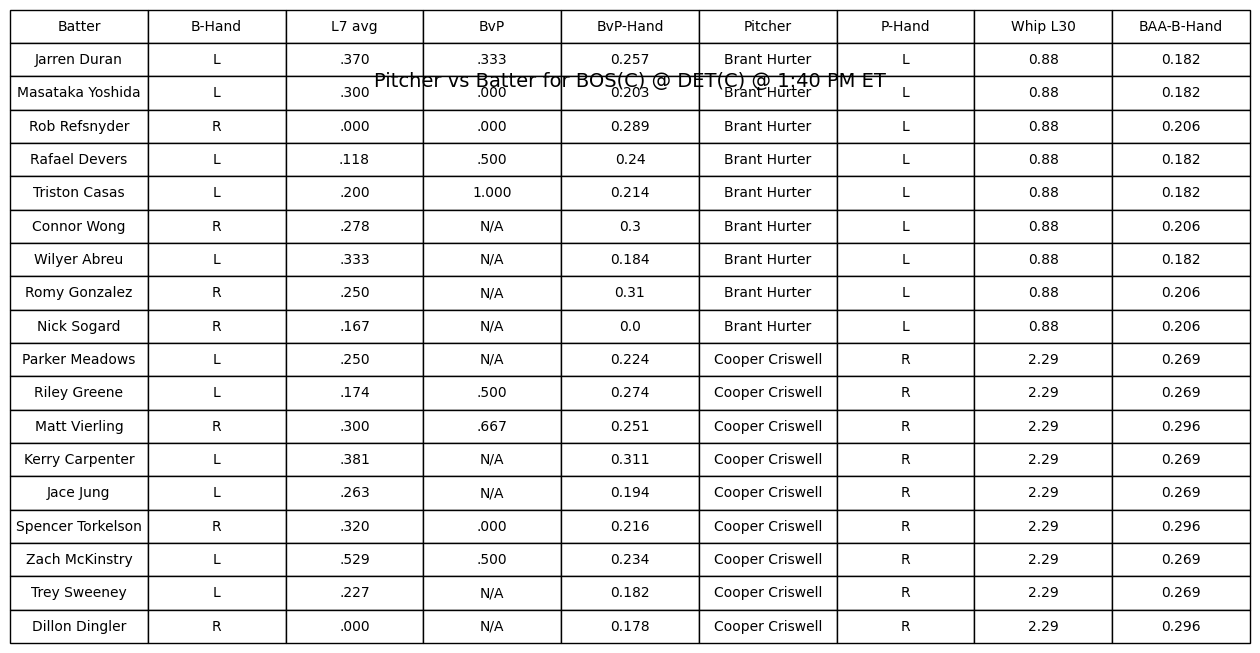 Batter B-Hand L7 avg BvP BvP-Hand Pitcher P-Hand Whip L30 BAA-B-Hand
Jarren Duran L .370 .333 0.257 Brant Hurter L 0.88 0.182
Pitcher vs Batter for BOS(C) @ DET(C) @ 1:40 PM ET
Masataka Yoshida L .300 .000 0.203 Brant Hurter L 0.88 0.182
Rob Refsnyder R .000 .000 0.289 Brant Hurter L 0.88 0.206
Rafael Devers L .118 .500 0.24 Brant Hurter L 0.88 0.182
Triston Casas L .200 1.000 0.214 Brant Hurter L 0.88 0.182
Connor Wong R .278 N/A 0.3 Brant Hurter L 0.88 0.206
Wilyer Abreu L .333 N/A 0.184 Brant Hurter L 0.88 0.182
Romy Gonzalez R .250 N/A 0.31 Brant Hurter L 0.88 0.206
Nick Sogard R .167 N/A 0.0 Brant Hurter L 0.88 0.206
Parker Meadows L .250 N/A 0.224 Cooper Criswell R 2.29 0.269
Riley Greene L .174 .500 0.274 Cooper Criswell R 2.29 0.269
Matt Vierling R .300 .667 0.251 Cooper Criswell R 2.29 0.296
Kerry Carpenter L .381 N/A 0.311 Cooper Criswell R 2.29 0.269
Jace Jung L .263 N/A 0.194 Cooper Criswell R 2.29 0.269
Spencer Torkelson R .320 .000 0.216 Cooper Criswell R 2.29 0.296
Zach McKinstry L .529 .500 0.234 Cooper Criswell R 2.29 0.269
Trey Sweeney L .227 N/A 0.182 Cooper Criswell R 2.29 0.269
Dillon Dingler R .000 N/A 0.178 Cooper Criswell R 2.29 0.296